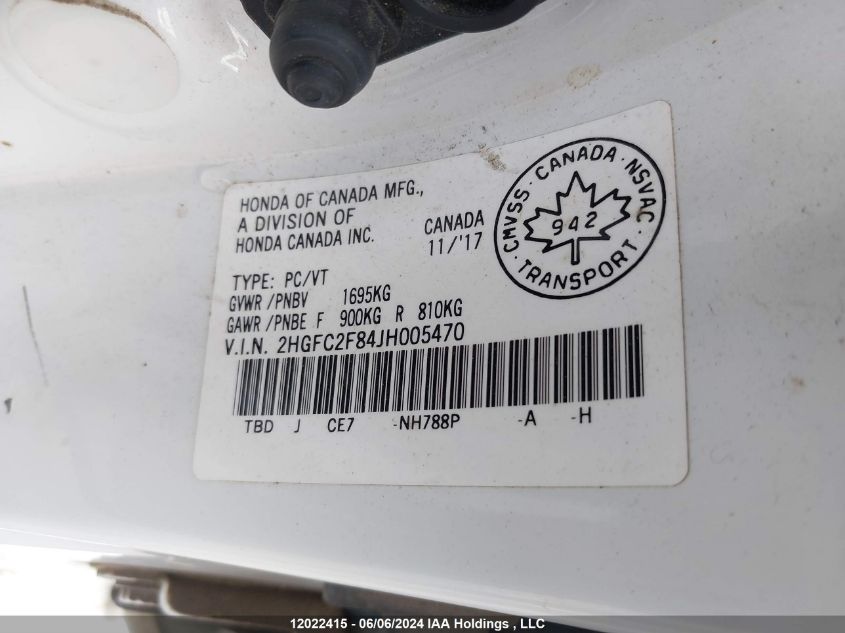 HONDA OF CANADA MFG.,
A DIVISION OF
HONDA CANADA INC.
CANADA
11/'17
CMVSS · CANADA · NSVAC
942
· TRANSPORT ·
TYPE: PC/VT
GVWR/PNBV 1695KG
GAWR/PNBE F 900KG R 810KG
V.I.N. 2HGFC2F84JH005470
TBD J CE7 -NH788P -A -H
12022415 - 06/06/2024 IAA Holdings , LLC